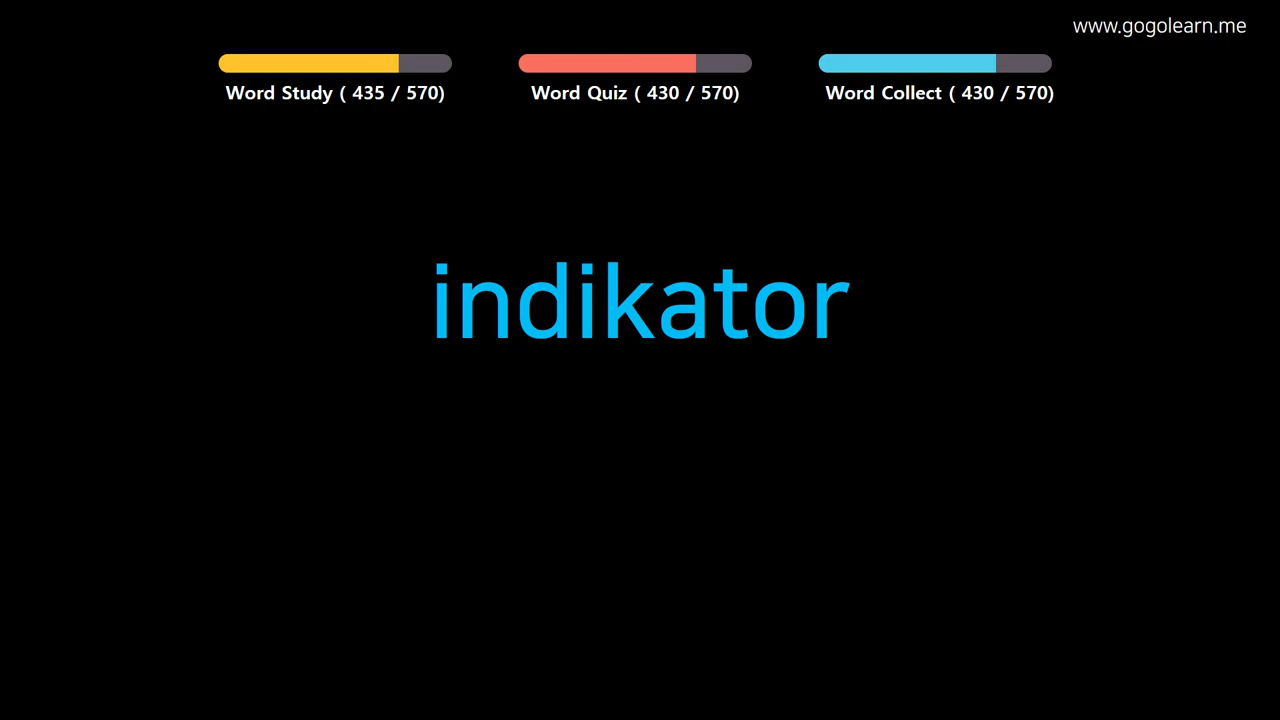 www.gogolearn.me
Word Study ( 435 / 570)
Word Quiz ( 430 / 570)
Word Collect ( 430 / 570)
indikator